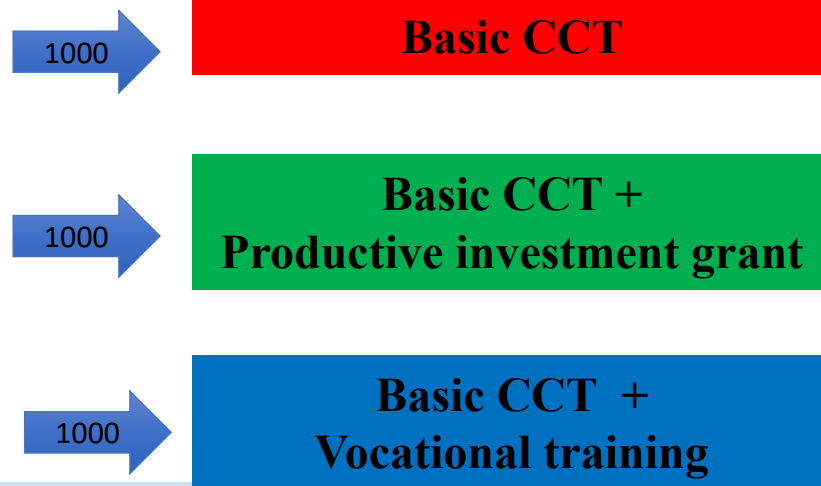 1000
Basic CCT
1000
Basic CCT +
Productive investment grant
1000
Basic CCT +
Vocational training